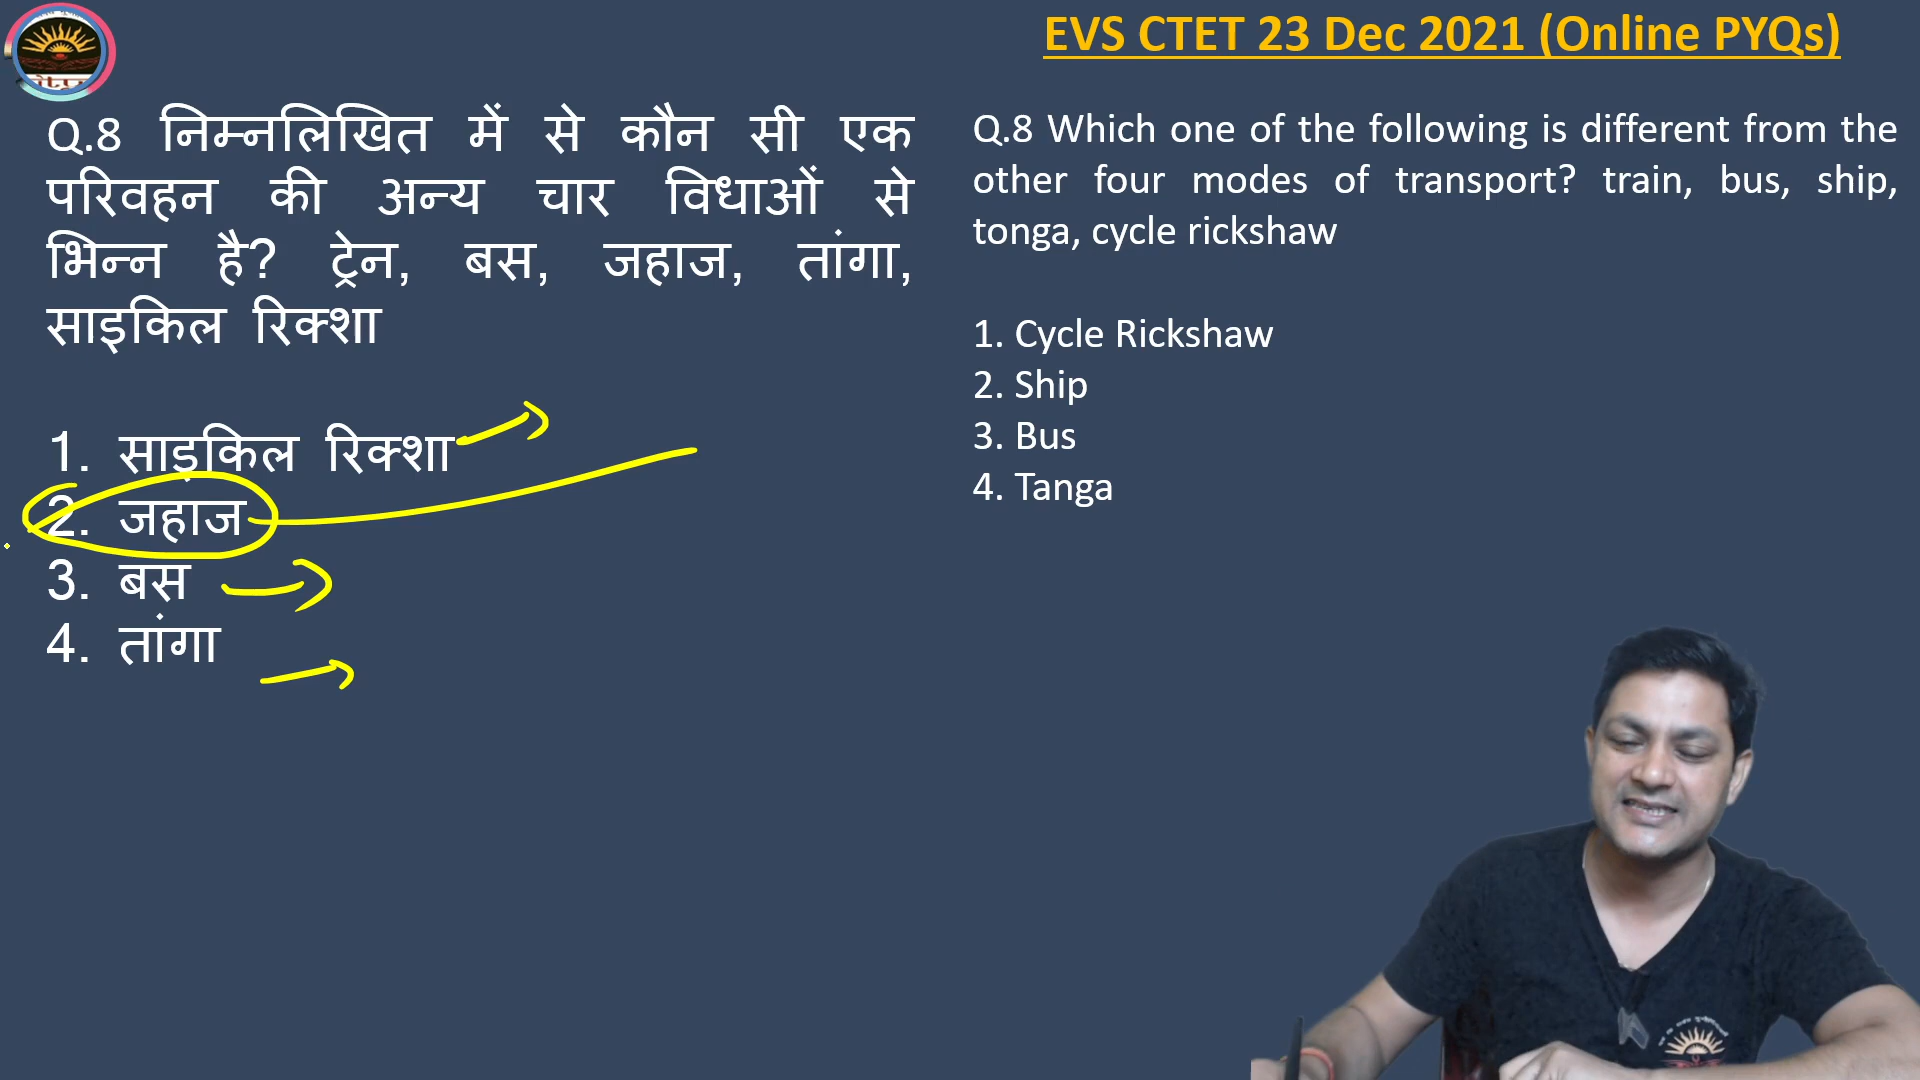 EVS CTET 23 Dec 2021 (Online PYQs)
Q.8 निम्नलिखित में से कौन सी एक
परिवहन की अन्य चार विधाओं से
भिन्न है? ट्रेन, बस, जहाज, तांगा,
साइकिल रिक्शा
1. साइकिल रिक्शा
2. जहाज
3. बस
4. तांगा
Q.8 Which one of the following is different from the
other four modes of transport? train, bus, ship,
tonga, cycle rickshaw
1. Cycle Rickshaw
2. Ship
3. Bus
4. Tanga